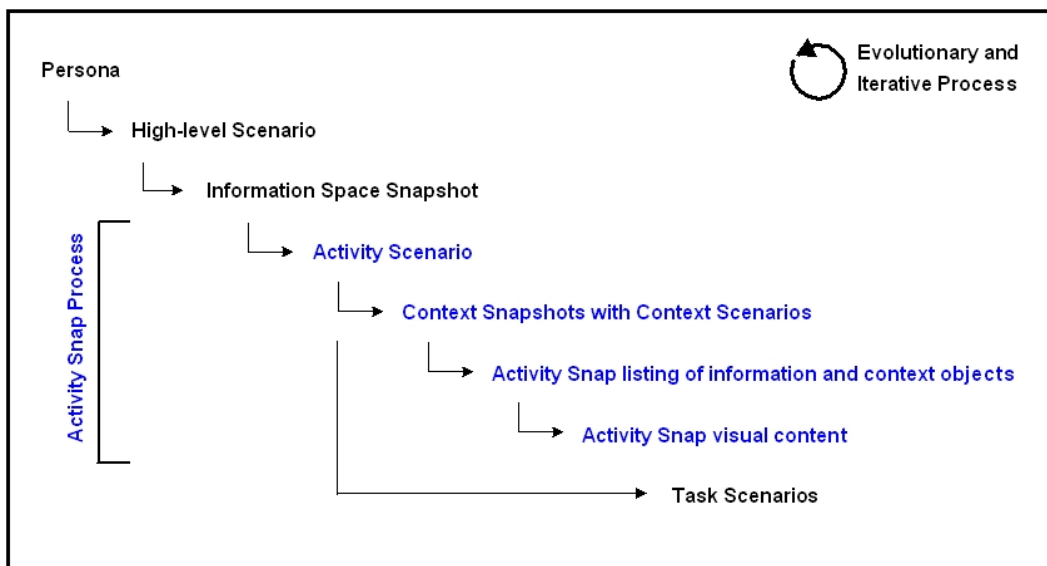 Evolutionary and
Iterative Process
Persona
High-level Scenario
Information Space Snapshot
Activity Snap Process
Activity Scenario
Context Snapshots with Context Scenarios
Activity Snap listing of information and context objects
Activity Snap visual content
Task Scenarios